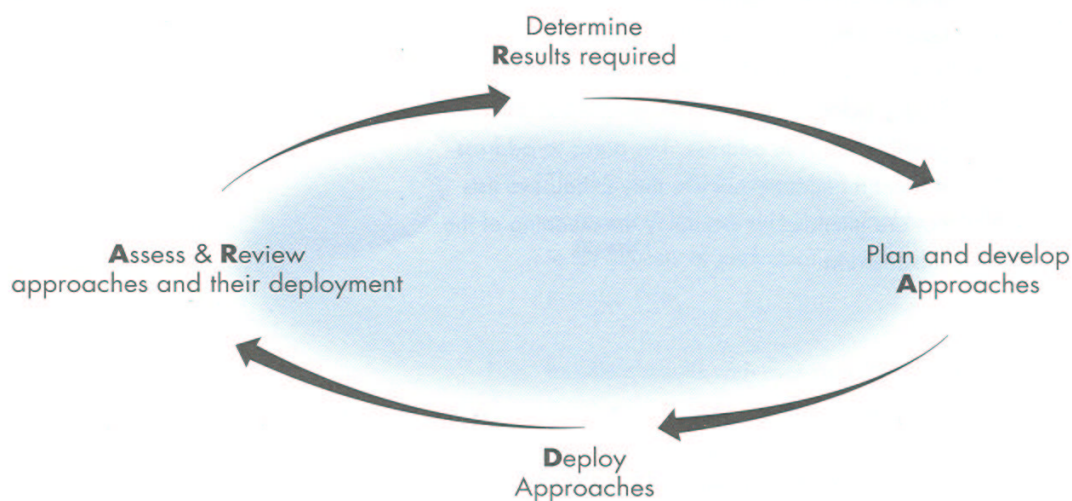 Determine
Results required
Plan and develop
Approaches
Deploy
Approaches
Assess & Review
approaches and their deployment